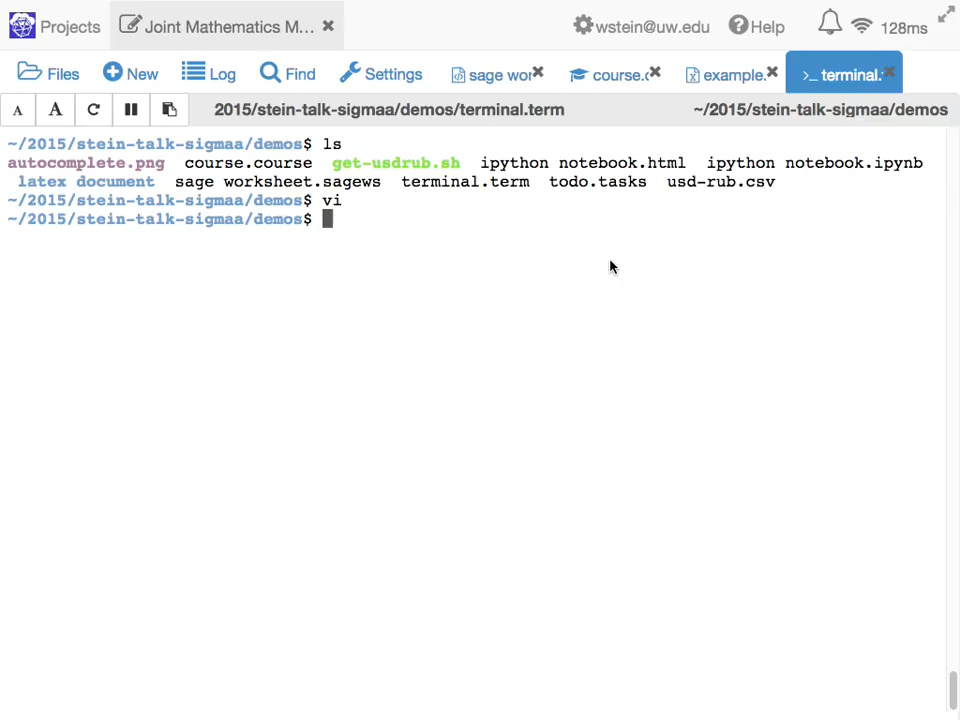 Projects Joint Mathematics M... wstein@uw.edu Help 128ms
Files New Log Find Settings sage wor course.c example. >_ terminal.
A A 2015/stein-talk-sigmaa/demos/terminal.term ~/2015/stein-talk-sigmaa/demos
~/2015/stein-talk-sigmaa/demos$ ls
autocomplete.png course.course get-usdrub.sh ipython notebook.html ipython notebook.ipynb
latex document sage worksheet.sagews terminal.term todo.tasks usd-rub.csv
~/2015/stein-talk-sigmaa/demos$ vi
~/2015/stein-talk-sigmaa/demos$